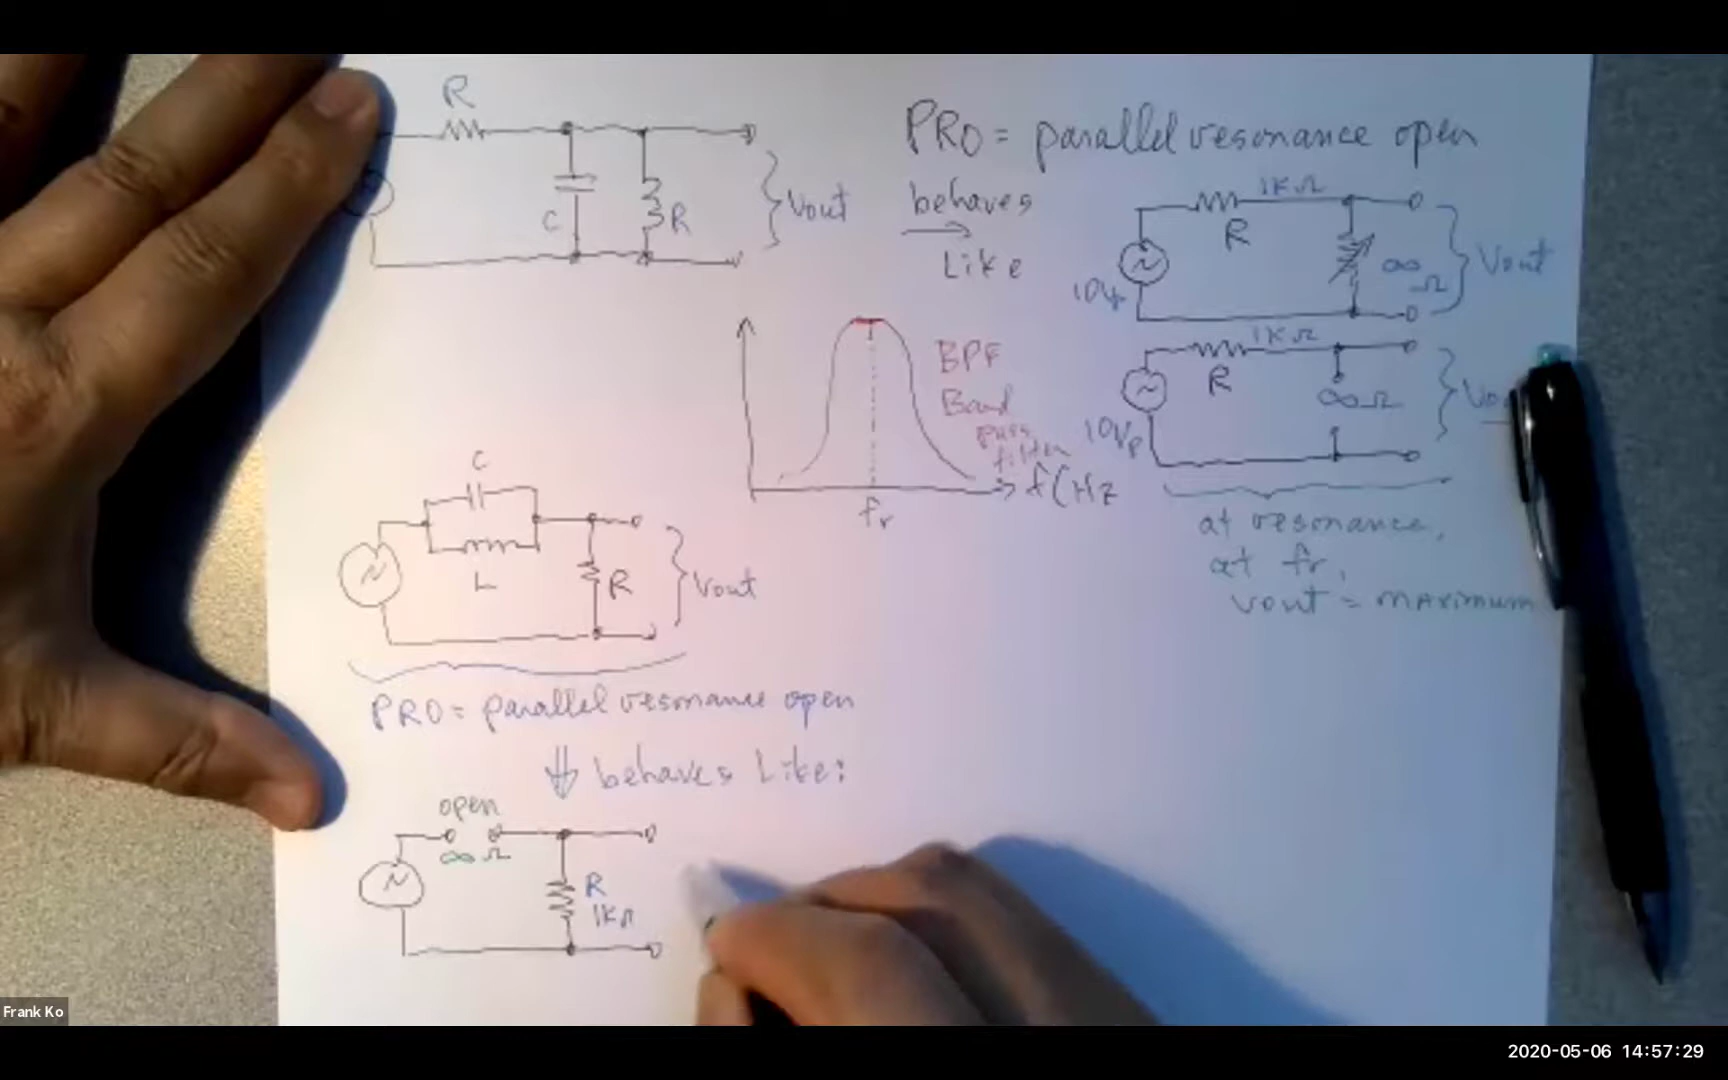 R
C
R
Vout
PRO = parallel resonance open
behaves
Like
1KΩ
R
10Vp
∞
Ω
Vout
1KΩ
R
∞Ω
10Vp
BPF
Band
pass
filter
f(Hz
fr
at resonance,
at fr,
Vout = maximum
C
L
R
Vout
PRO = parallel resonance open
behaves Like:
open
∞ Ω
R
1KΩ
Frank Ko
2020-05-06 14:57:29